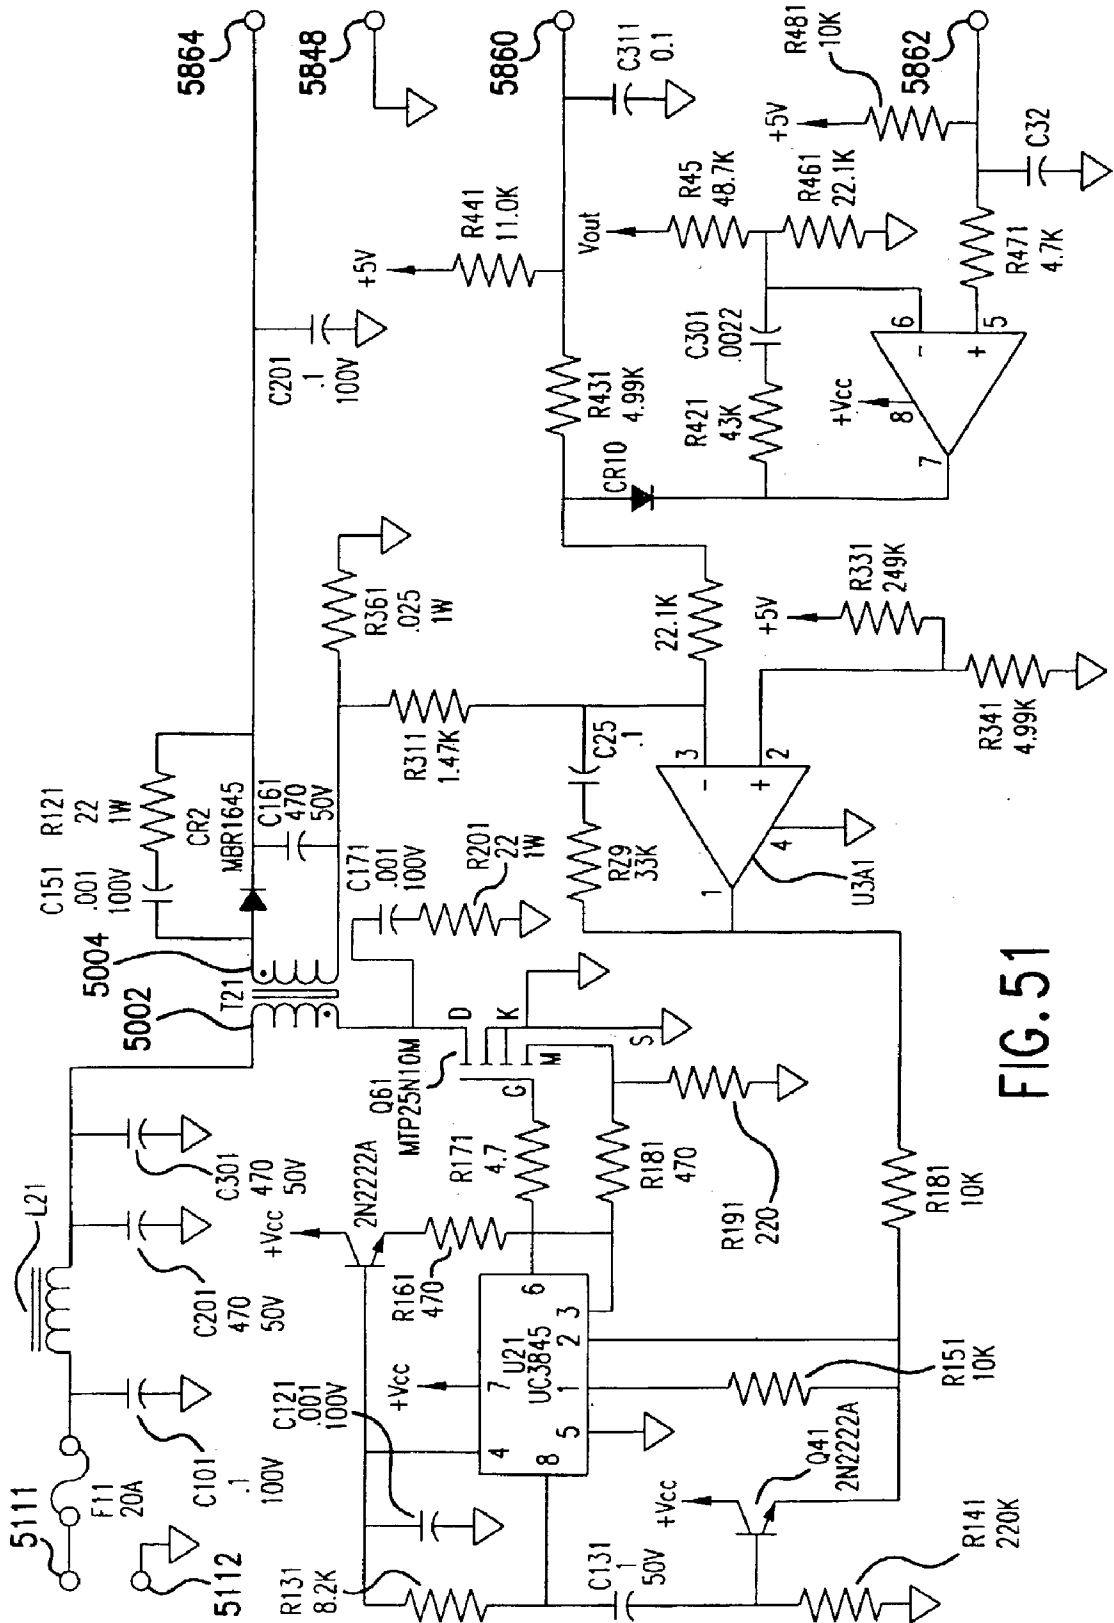 5111
F11
20A
5112
C101
.1
100V
L21
C201
470
50V
C301
470
50V
5002
5004
T21
C151
.001
100V
R121
22
1W
CR2
MBR1645
C161
470
50V
C201
.1
100V
5864
5848
R361
.025
1W
+5V
R441
11.0K
5860
C311
0.1
R431
4.99K
R131
8.2K
C121
.001
100V
+Vcc
2N2222A
R161
470
+Vcc
7
4
8
5
1
2
3
6
U21
UC3845
Q61
MTP25N10M
D
K
G
M
S
R171
4.7
R181
470
R191
220
C171
.001
100V
R201
22
1W
R311
1.47K
C25
.1
RZ9
33K
22.1K
CR10
R421
43K
C301
.0022
Vout
R45
48.7K
R461
22.1K
+5V
R481
10K
5862
C32
R471
4.7K
6
-
5
+
+Vcc
8
7
3
-
2
+
1
4
U3A1
+5V
R331
249K
R341
4.99K
C131
1
50V
+Vcc
Q41
2N2222A
R141
220K
R151
10K
R181
10K
FIG. 51